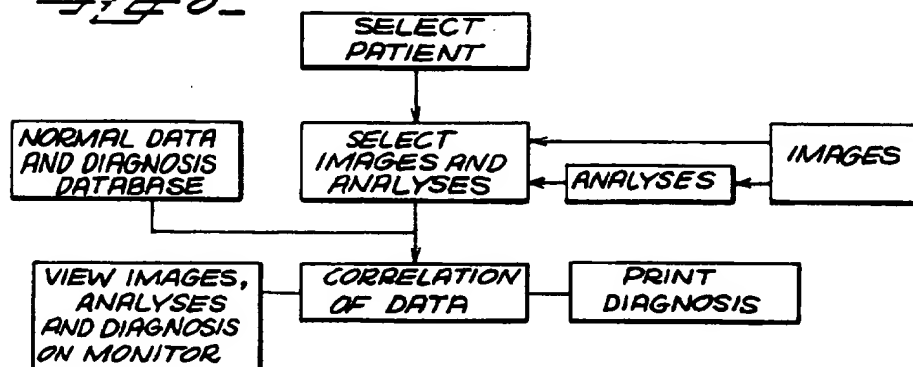 SELECT
PATIENT
NORMAL DATA
AND DIAGNOSIS
DATABASE
SELECT
IMAGES AND
ANALYSES
ANALYSES
IMAGES
VIEW IMAGES,
ANALYSES
AND DIAGNOSIS
ON MONITOR
CORRELATION
OF DATA
PRINT
DIAGNOSIS